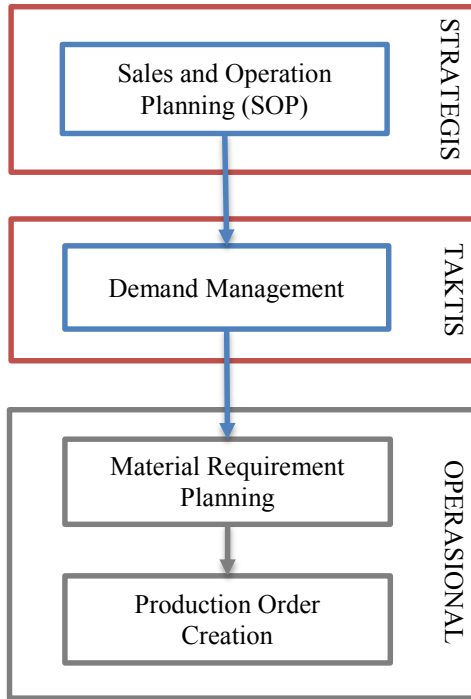 Sales and Operation
Planning (SOP)
STRATEGIS
Demand Management
TAKTIS
Material Requirement
Planning
Production Order
Creation
OPERASIONAL